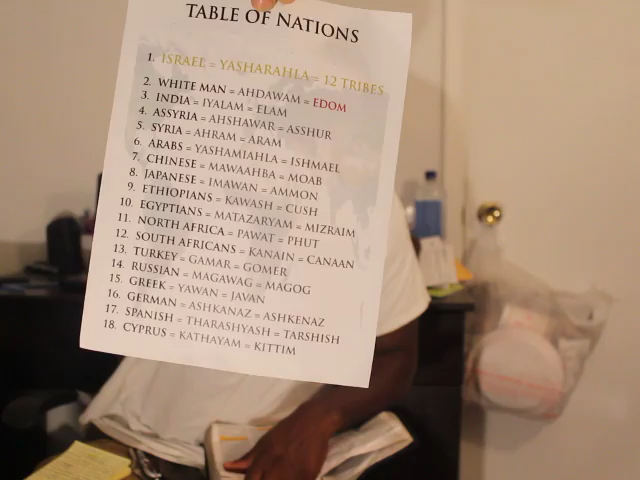 TABLE OF NATIONS
1. ISRAEL = YASHARAHLA = 12 TRIBES
2. WHITE MAN = AHDAWAM = EDOM
3. INDIA = IYALAM = ELAM
4. ASSYRIA = AHSHAWAR = ASSHUR
5. SYRIA = AHRAM = ARAM
6. ARABS = YASHAMIAHLA = ISHMAEL
7. CHINESE = MAWAAHBA = MOAB
8. JAPANESE = IMAWAN = AMMON
9. ETHIOPIANS = KAWASH = CUSH
10. EGYPTIANS = MATAZARYAM = MIZRAIM
11. NORTH AFRICA = PAWAT = PHUT
12. SOUTH AFRICANS = KANAIN = CANAAN
13. TURKEY = GAMAR = GOMER
14. RUSSIAN = MAGAWAG = MAGOG
15. GREEK = YAWAN = JAVAN
16. GERMAN = ASHKANAZ = ASHKENAZ
17. SPANISH = THARASHYASH = TARSHISH
18. CYPRUS = KATHAYAM = KITTIM